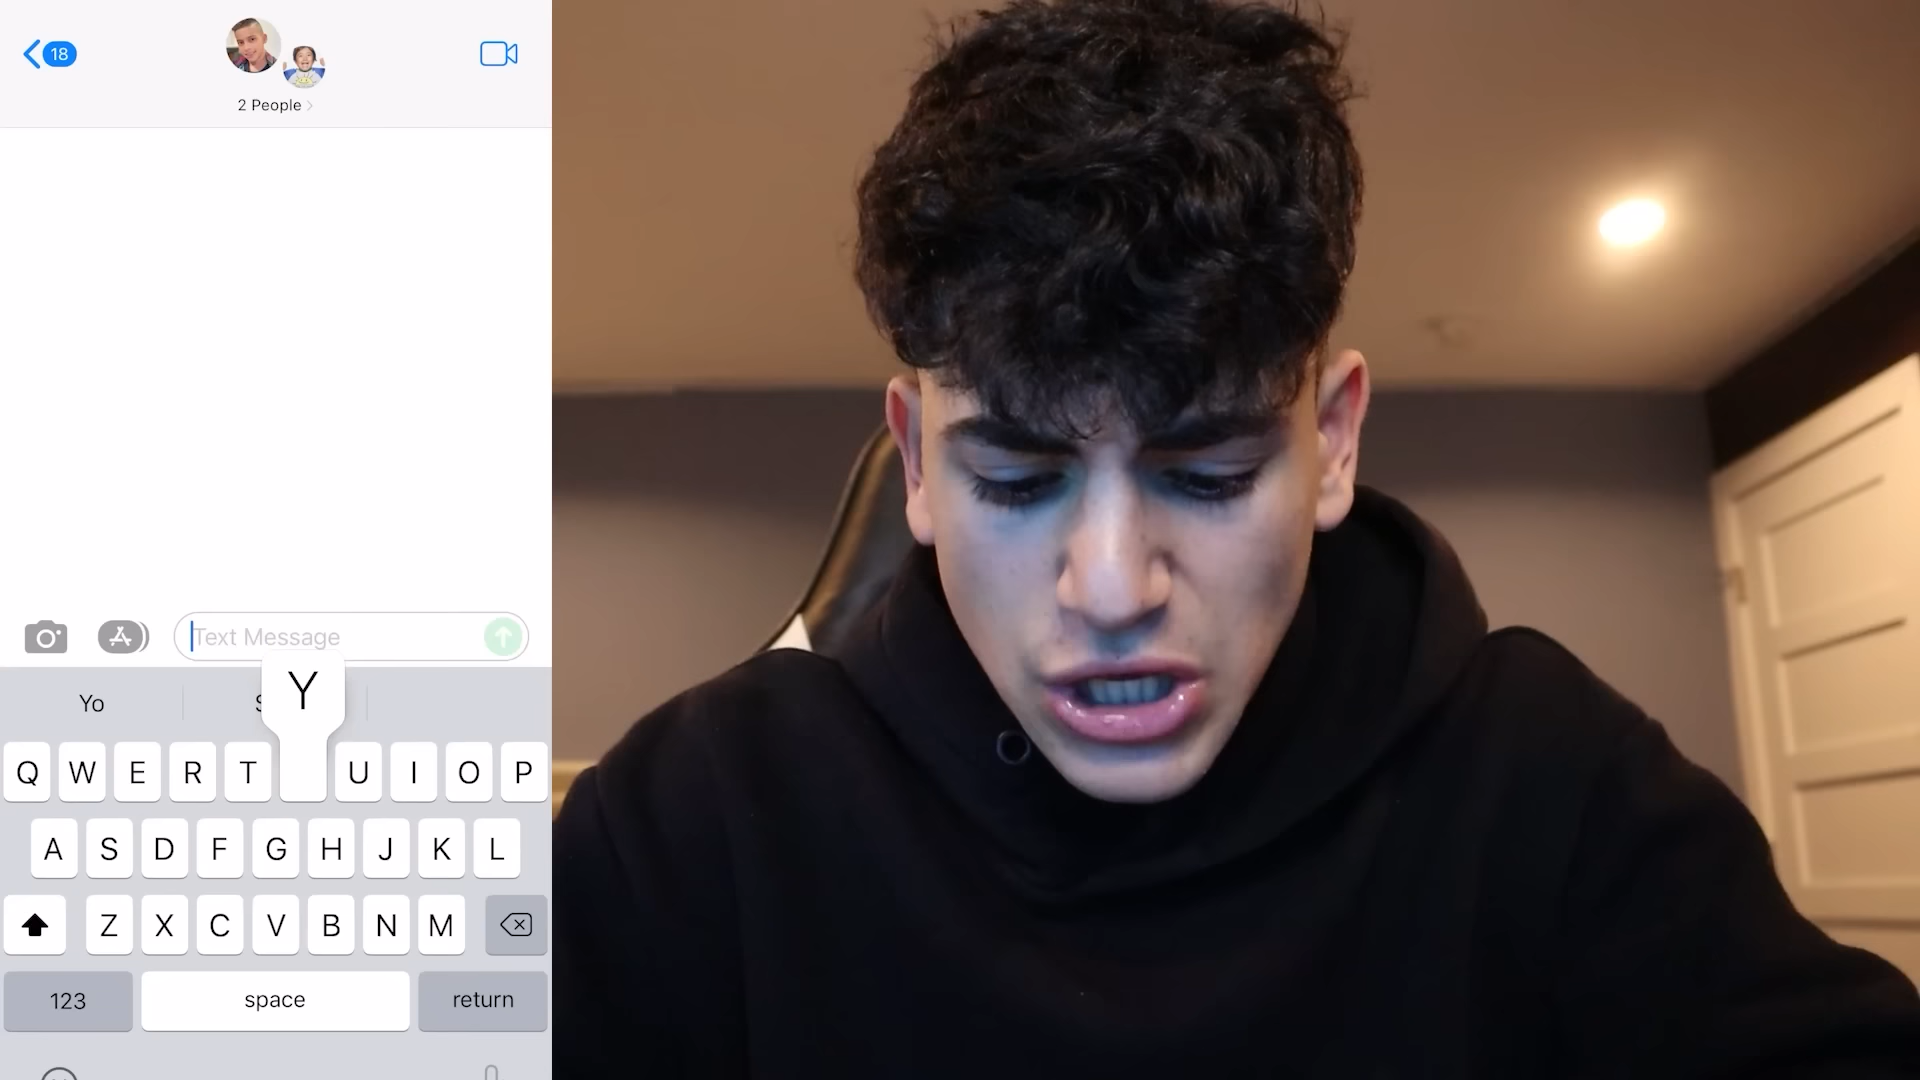 18
2 People
Text Message
Yo
Y
Q W E R T U I O P
A S D F G H J K L
Z X C V B N M
123 space return